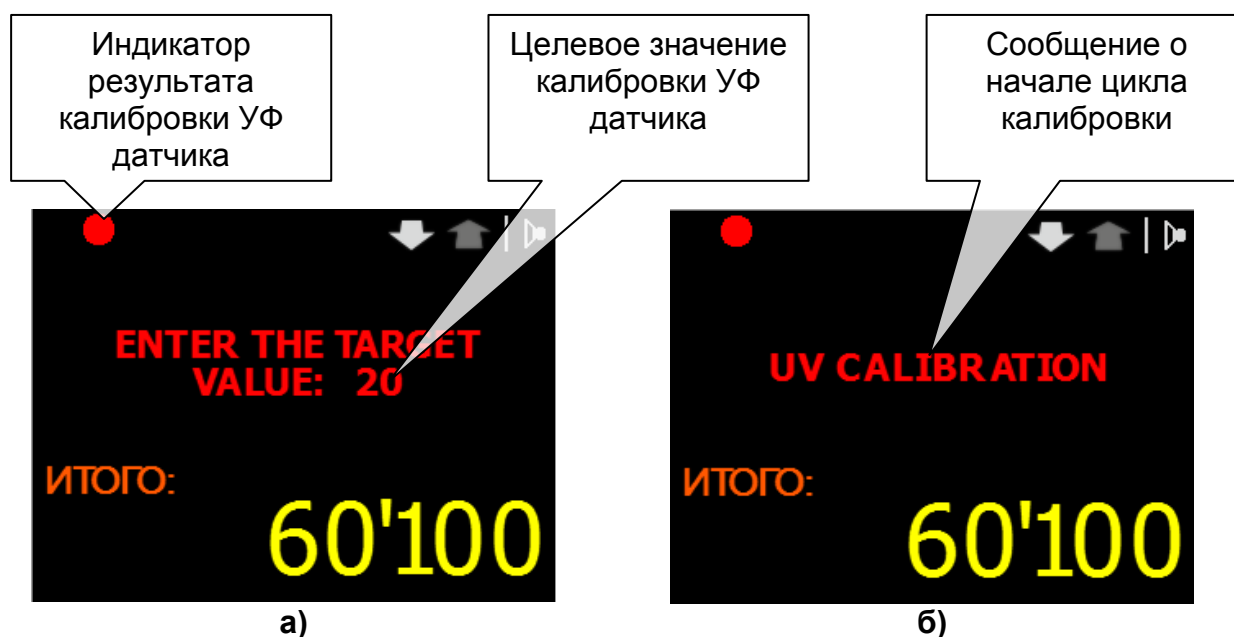 Индикатор
результата
калибровки УФ
датчика
Целевое значение
калибровки УФ
датчика
Сообщение о
начале цикла
калибровки
ENTER THE TARGET
VALUE: 20
ИТОГО:
60'100
а)
UV CALIBRATION
ИТОГО:
60'100
б)